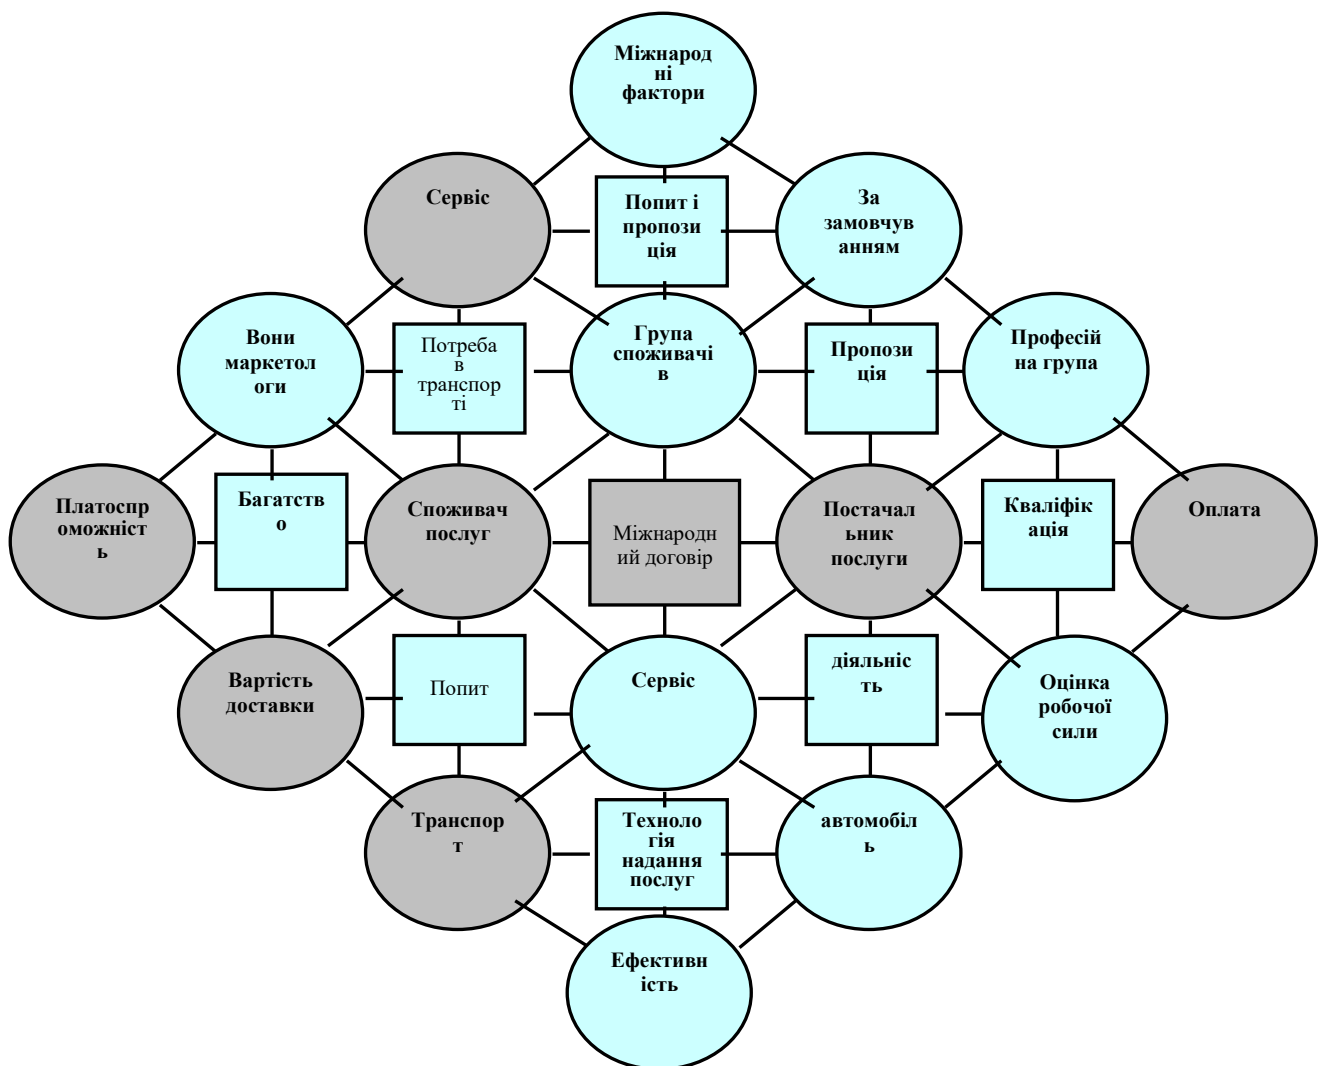 Міжнарод
ні
фактори
Сервіс
Попит і
пропози
ція
За
замовчув
анням
Вони
маркетол
оги
Потреба
в
транспор
ті
Група
споживачі
в
Пропози
ція
Професій
на група
Платоспр
оможніст
ь
Багатств
о
Споживач
послуг
Міжнародн
ий договір
Постачал
ьник
послуги
Кваліфік
ація
Оплата
Вартість
доставки
Попит
Сервіс
діяльніс
ть
Оцінка
робочої
сили
Транспор
т
Техноло
гія
надання
послуг
автомобіл
ь
Ефективн
ість